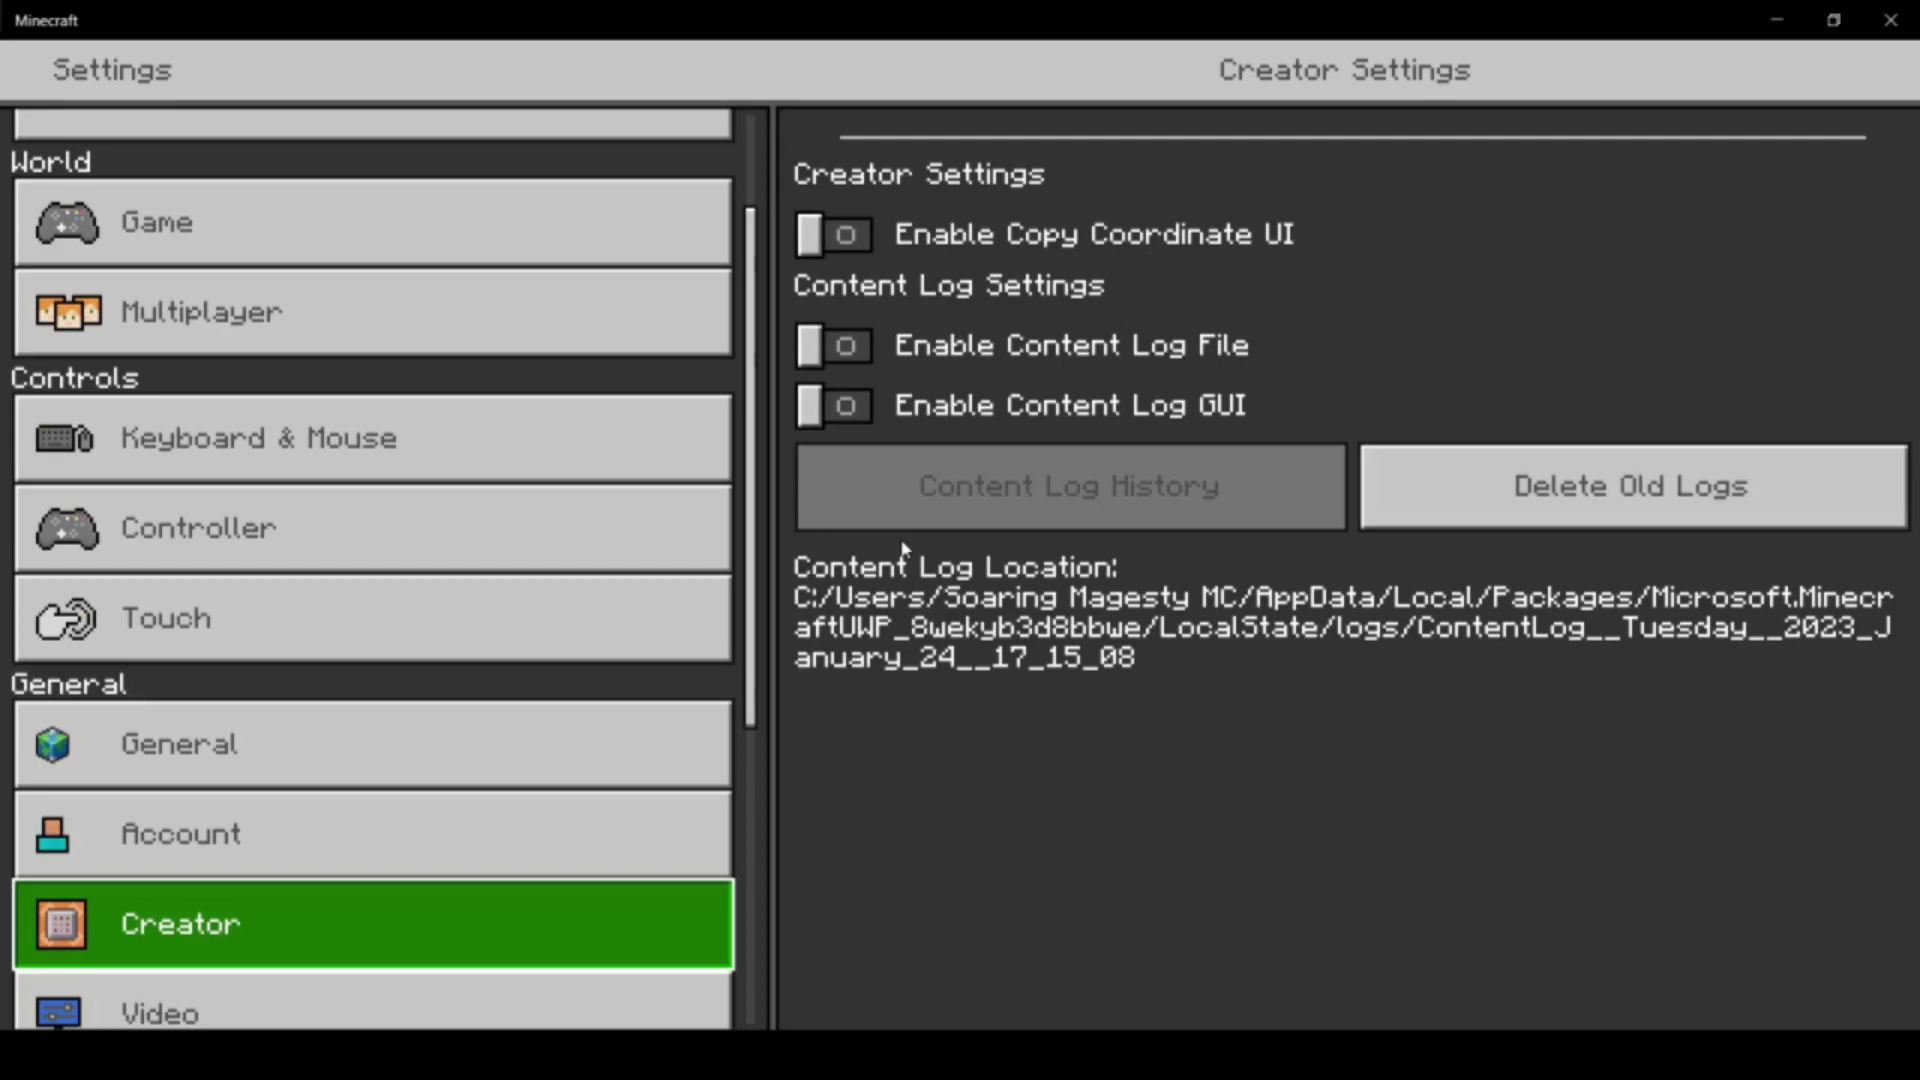 Minecraft
Settings
Creator Settings
World
Game
Multiplayer
Controls
Keyboard & Mouse
Controller
Touch
General
General
Account
Creator
Video
Creator Settings
Enable Copy Coordinate UI
Content Log Settings
Enable Content Log File
Enable Content Log GUI
Content Log History
Delete Old Logs
Content Log Location:
C:/Users/Soaring Magesty MC/AppData/Local/Packages/Microsoft.Minecr
aftUWP_8wekyb3d8bbwe/LocalState/logs/ContentLog__Tuesday__2023_J
anuary_24__17_15_08